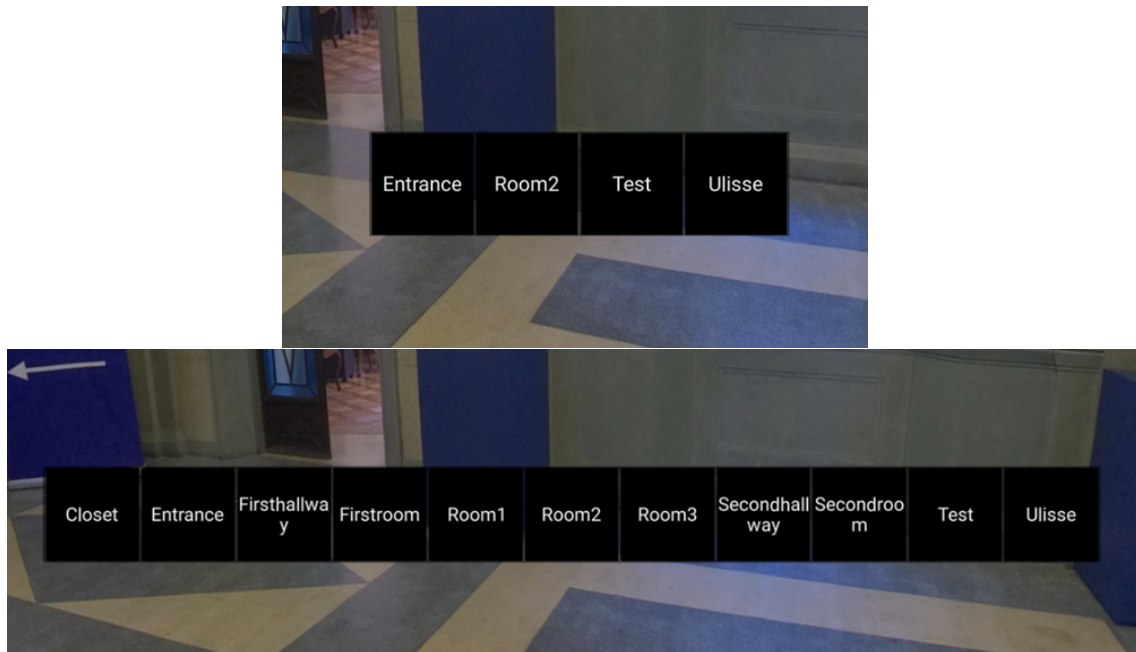 Entrance Room2 Test Ulisse
Closet Entrance Firsthallwa
y Firstroom Room1 Room2 Room3 Secondhall
way Secondroo
m Test Ulisse